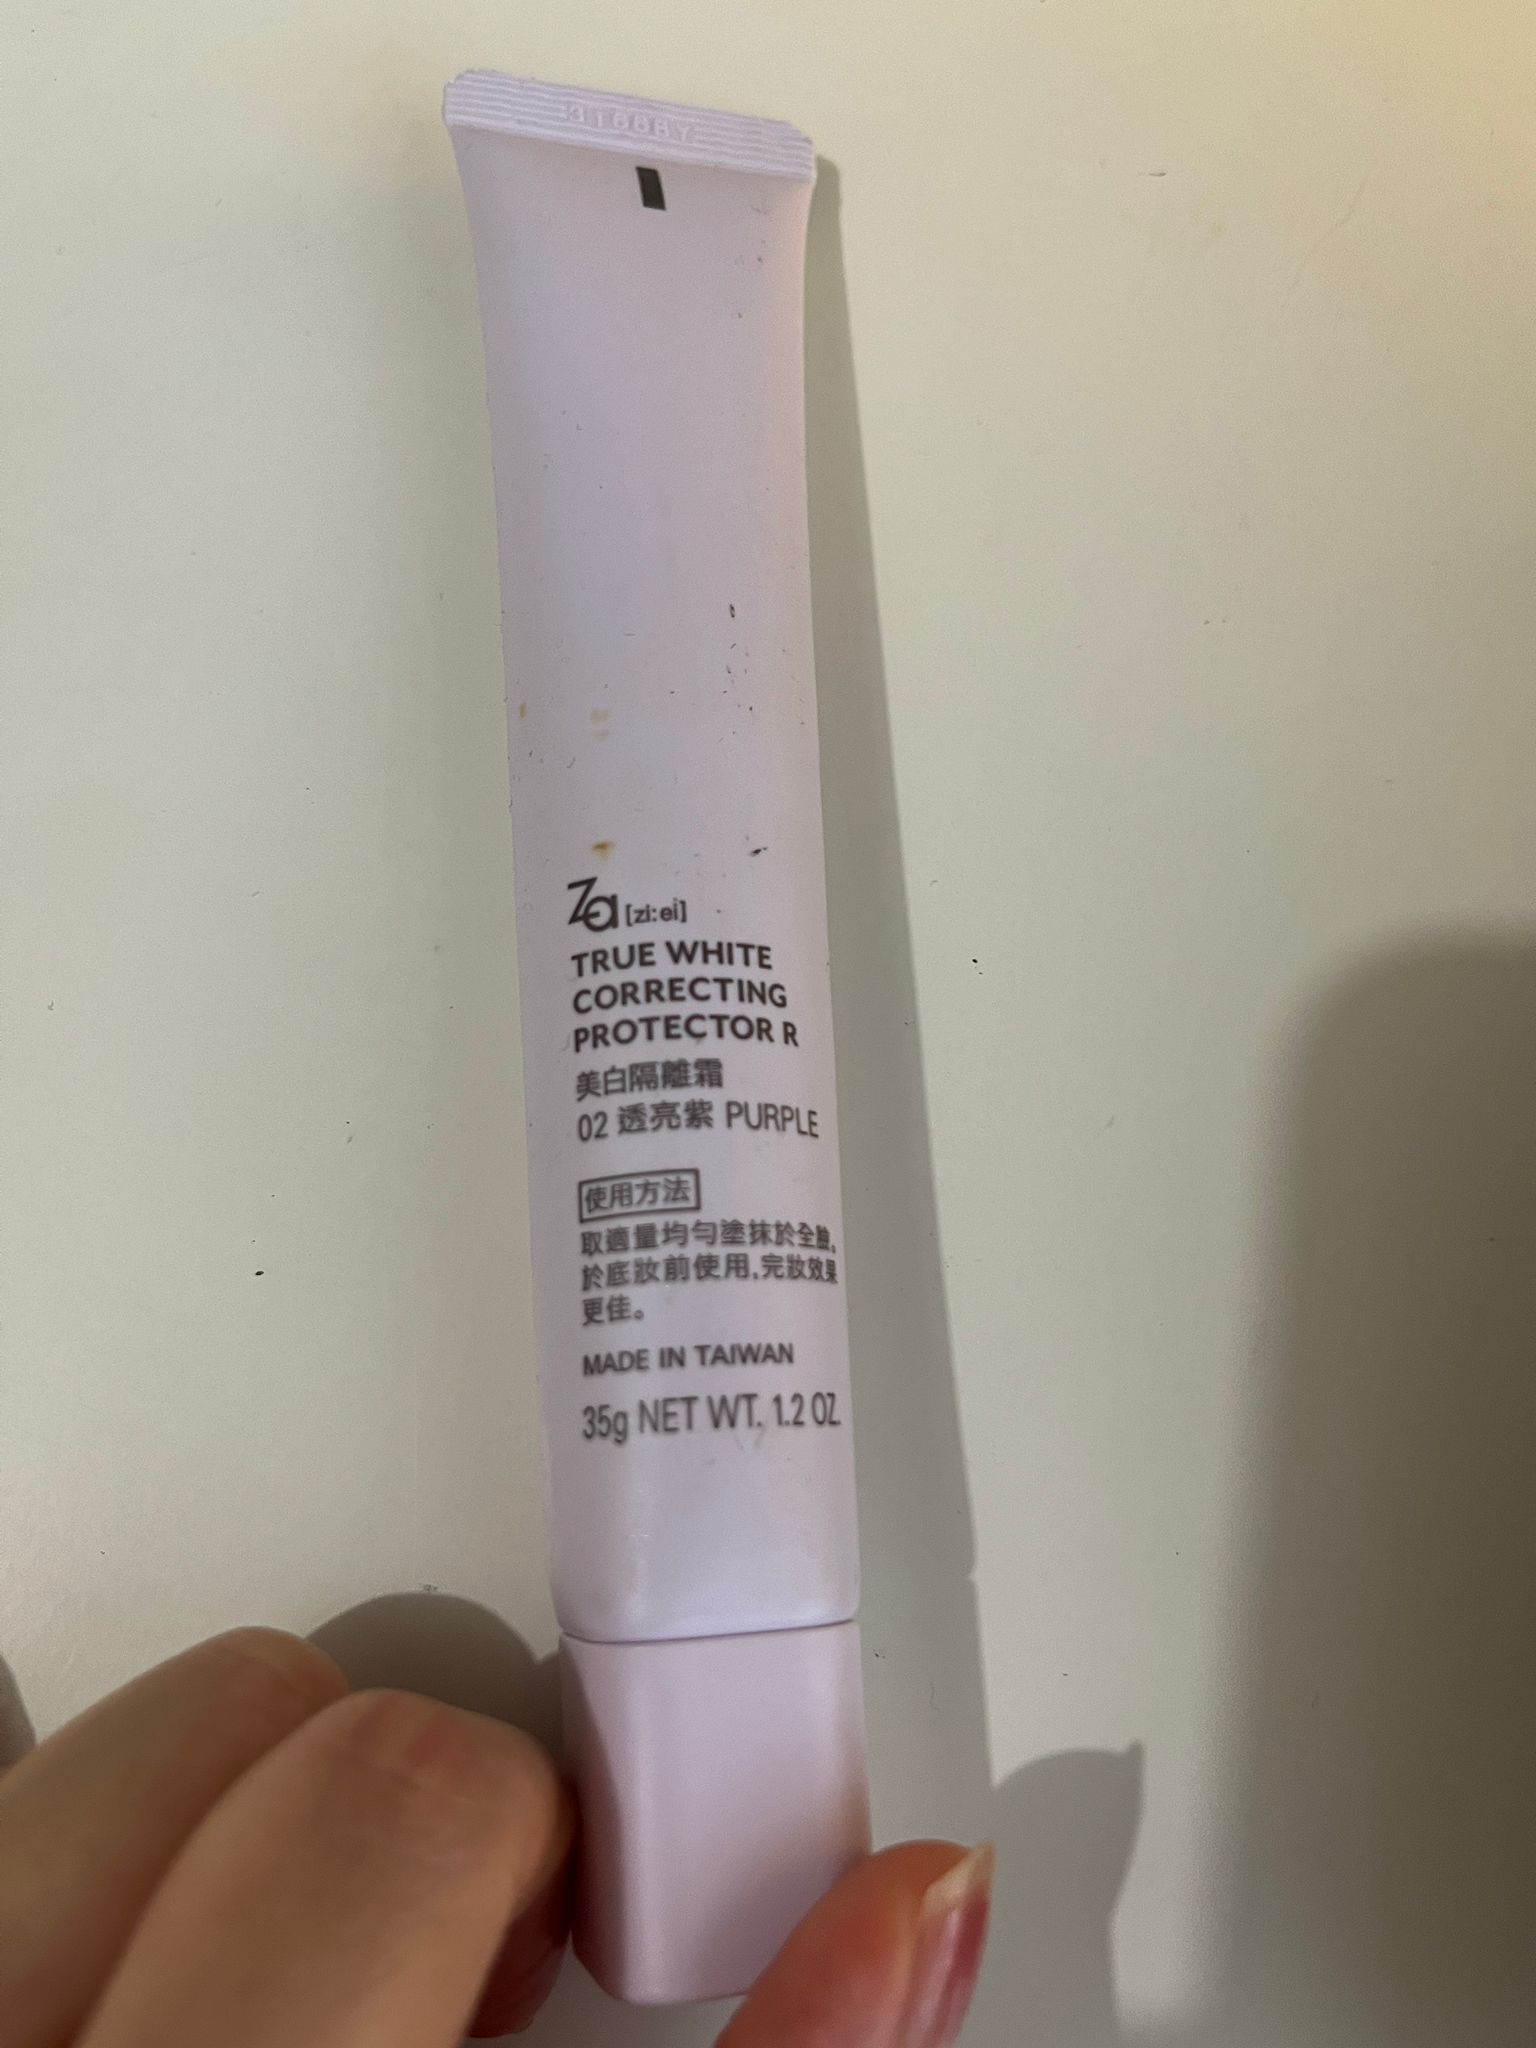 3166BY
Za [zi:ei]
TRUE WHITE
CORRECTING
PROTECTOR R
美白隔離霜
02 透亮紫 PURPLE
使用方法
取適量均勻塗抹於全臉。
於底妝前使用,完妝效果
更佳。
MADE IN TAIWAN
35g NET WT. 1.2 OZ.